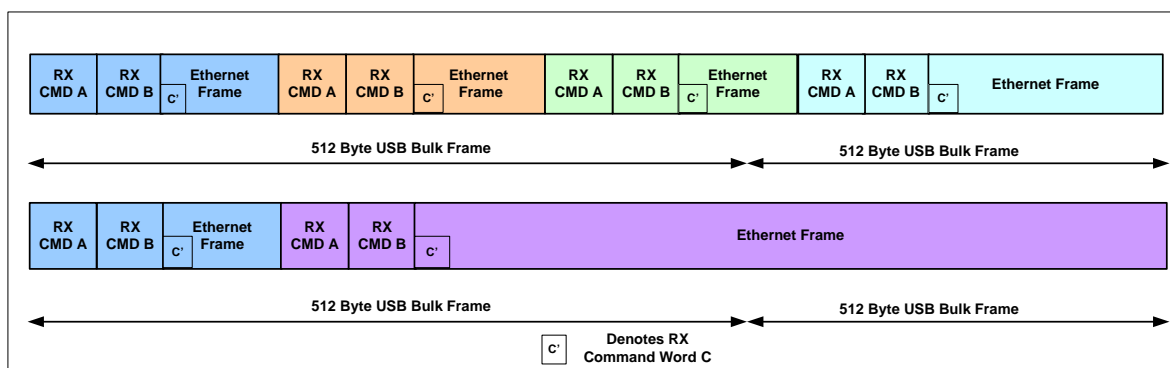 RX CMD A
RX CMD B
C'
Ethernet Frame
RX CMD A
RX CMD B
C'
Ethernet Frame
RX CMD A
RX CMD B
C'
Ethernet Frame
RX CMD A
RX CMD B
C'
Ethernet Frame
512 Byte USB Bulk Frame
512 Byte USB Bulk Frame
RX CMD A
RX CMD B
C'
Ethernet Frame
RX CMD A
RX CMD B
C'
Ethernet Frame
512 Byte USB Bulk Frame
512 Byte USB Bulk Frame
C'
Denotes RX
Command Word C